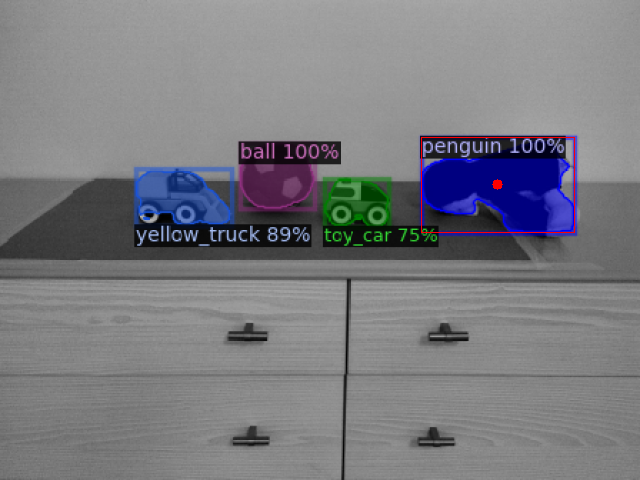 penguin 100%
ball 100%
yellow_truck 89%
toy_car 75%